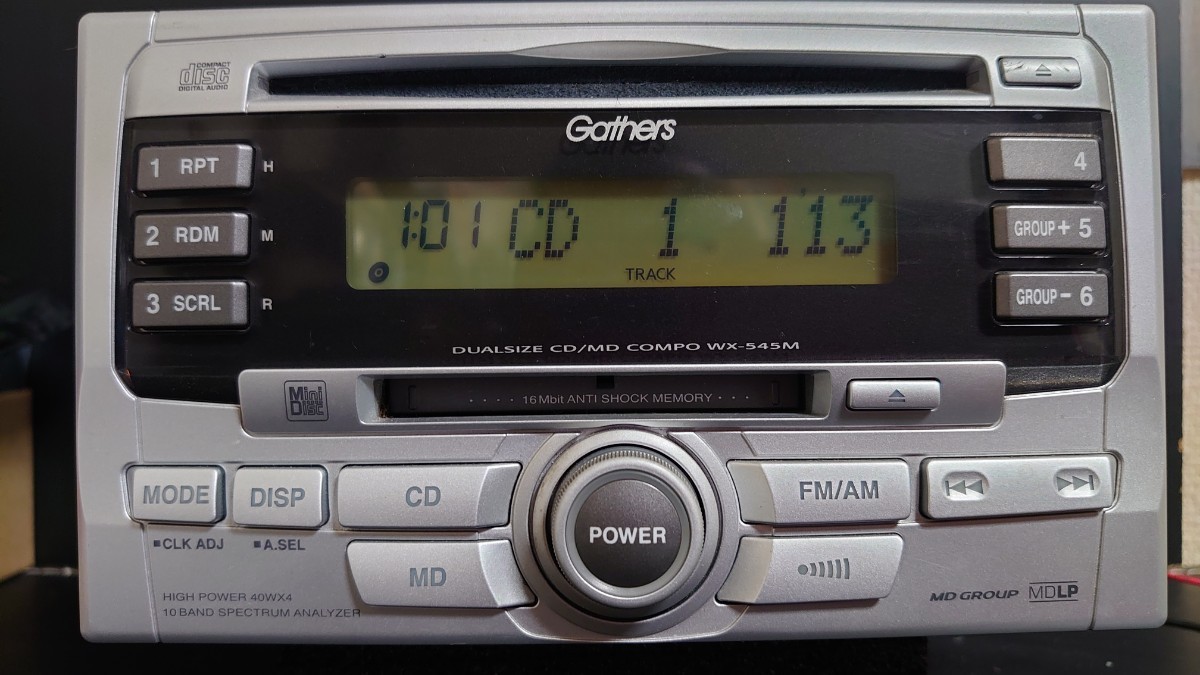 COMPACT
disc
DIGITAL AUDIO
Gathers
1 RPT H
4
2 RDM M
GROUP+ 5
3 SCRL R
GROUP- 6
1:01 CD 1 1'13
TRACK
DUALSIZE CD/MD COMPO WX-545M
Mini
Disc
16Mbit ANTI SHOCK MEMORY
MODE
DISP
CD
FM/AM
POWER
CLK ADJ
A.SEL
MD
HIGH POWER 40WX4
10 BAND SPECTRUM ANALYZER
MD GROUP
MDLP